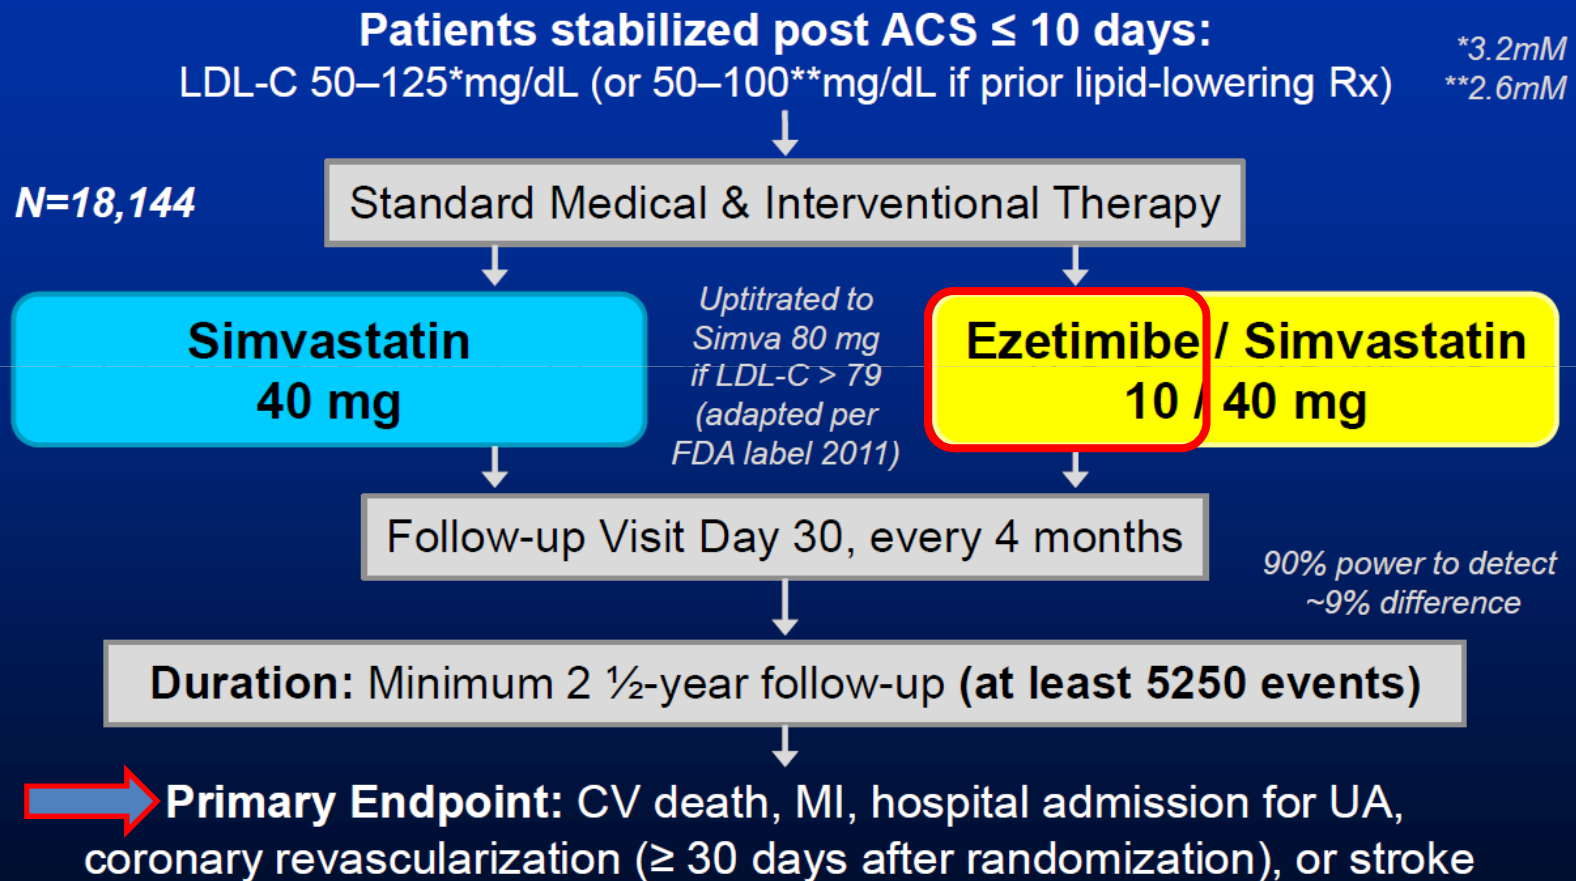 Patients stabilized post ACS ≤ 10 days:
LDL-C 50–125*mg/dL (or 50–100**mg/dL if prior lipid-lowering Rx)
*3.2mM
**2.6mM
N=18,144
Standard Medical & Interventional Therapy
Simvastatin
40 mg
Uptitrated to
Simva 80 mg
if LDL-C > 79
(adapted per
FDA label 2011)
Ezetimibe / Simvastatin
10 / 40 mg
Follow-up Visit Day 30, every 4 months
90% power to detect
~9% difference
Duration: Minimum 2 ½-year follow-up (at least 5250 events)
Primary Endpoint: CV death, MI, hospital admission for UA,
coronary revascularization (≥ 30 days after randomization), or stroke